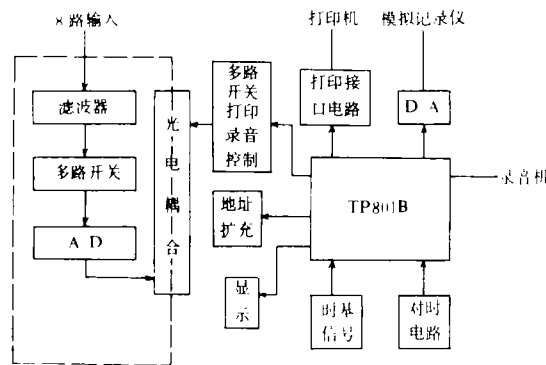 8路输入
滤波器
多路开关
A D
光电耦合
多路
开关
打印
录音
控制
打印机
打印接
口电路
模拟记录仪
D A
TP801B
录音机
地址
扩充
显示
时基
信号
对时
电路